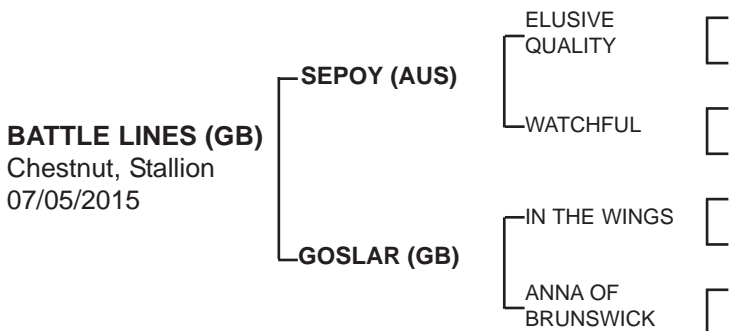 BATTLE LINES (GB)
Chestnut, Stallion
07/05/2015
SEPOY (AUS)
GOSLAR (GB)
ELUSIVE
QUALITY
WATCHFUL
IN THE WINGS
ANNA OF
BRUNSWICK